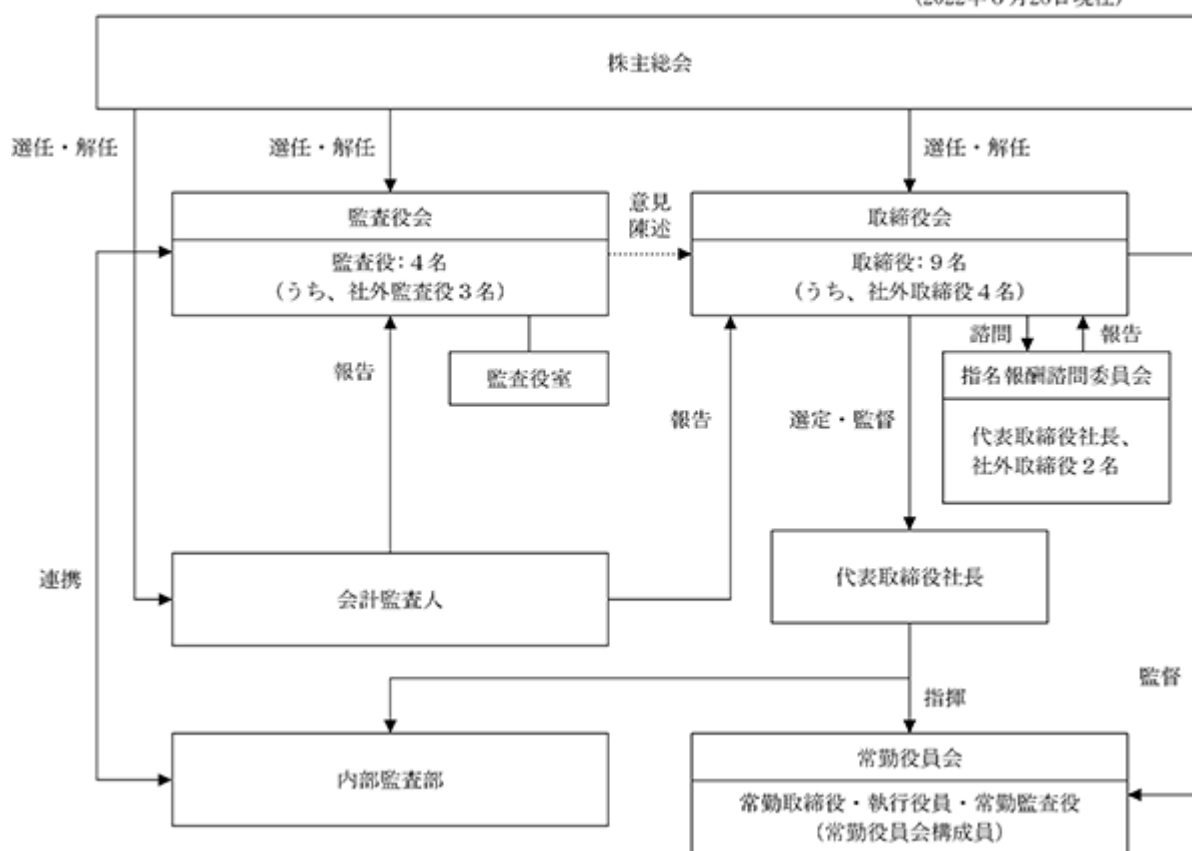 株主総会
選任・解任
選任・解任
選任・解任
監査役会
監査役：4名
（うち、社外監査役3名）
意見
陳述
取締役会
取締役：9名
（うち、社外取締役4名）
諮問
報告
監査役室
指名報酬諮問委員会
代表取締役社長、
社外取締役2名
報告
報告
選定・監督
代表取締役社長
連携
会計監査人
監督
指揮
内部監査部
常勤役員会
常勤取締役・執行役員・常勤監査役
（常勤役員会構成員）